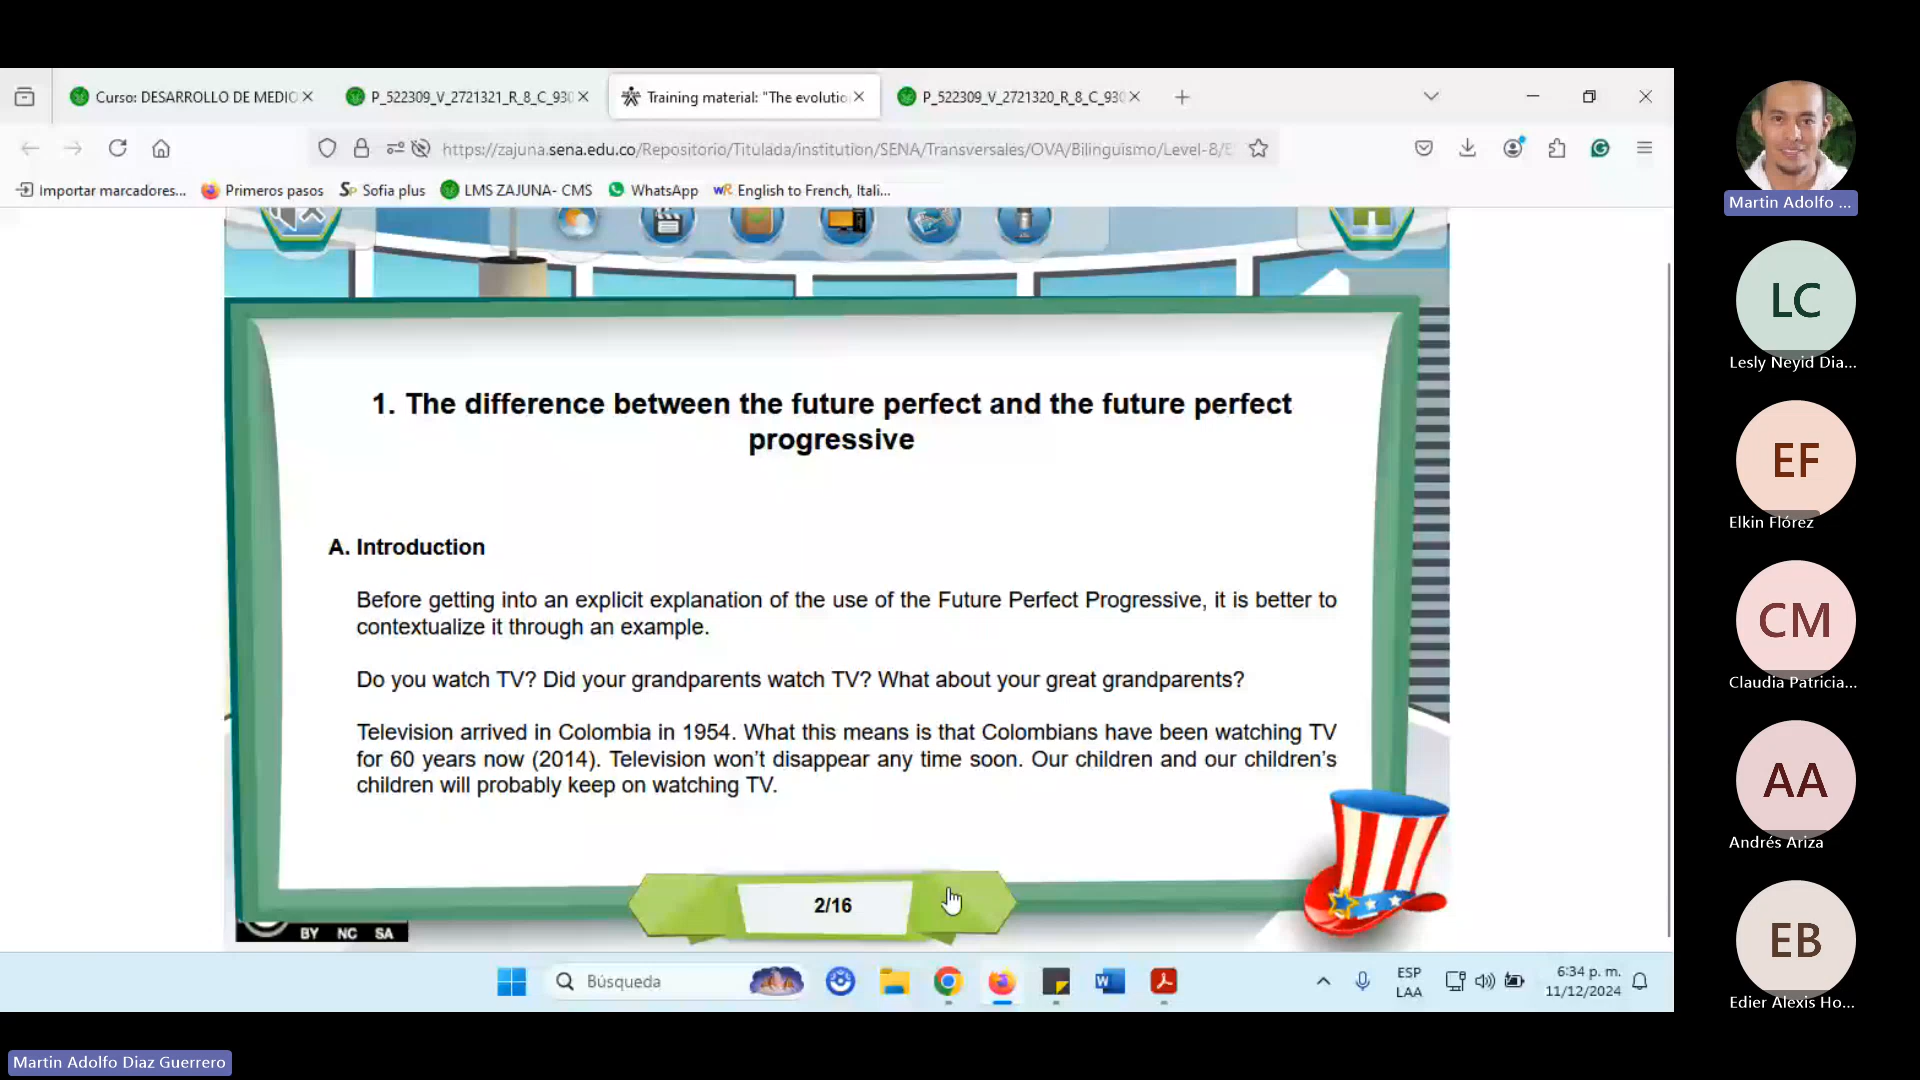 Curso: DESARROLLO DE MEDIO
P_522309_V_2721321_R_8_C_930
Training material: "The evolutio
P_522309_V_2721320_R_8_C_930
https://zajuna.sena.edu.co/Repositorio/Titulada/institution/SENA/Transversales/OVA/Bilinguismo/Level-8/
Importar marcadores...
Primeros pasos
Sofia plus
LMS ZAJUNA- CMS
WhatsApp
WR English to French, Itali...
1. The difference between the future perfect and the future perfect
progressive
A. Introduction
Before getting into an explicit explanation of the use of the Future Perfect Progressive, it is better to
contextualize it through an example.
Do you watch TV? Did your grandparents watch TV? What about your great grandparents?
Television arrived in Colombia in 1954. What this means is that Colombians have been watching TV
for 60 years now (2014). Television won't disappear any time soon. Our children and our children's
children will probably keep on watching TV.
2/16
BY NC SA
Búsqueda
ESP
LAA
6:34 p. m.
11/12/2024
Martin Adolfo ...
LC
Lesly Neyid Dia...
EF
Elkin Flórez
CM
Claudia Patricia...
AA
Andrés Ariza
EB
Edier Alexis Ho...
Martin Adolfo Diaz Guerrero